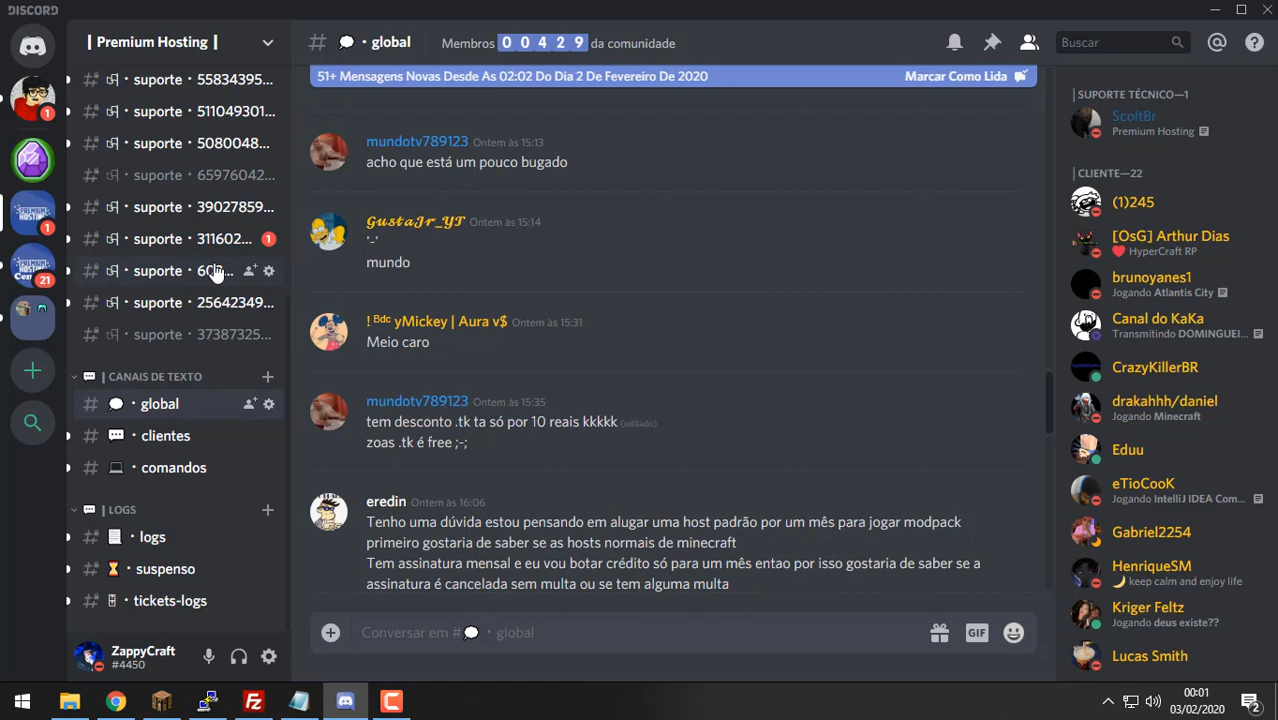 DISCORD
| Premium Hosting |
suporte • 55834395...
suporte • 511049301...
suporte • 5080048...
suporte • 65976042...
suporte • 39027859...
suporte • 311602... 1
suporte •
suporte • 25642349...
suporte • 37387325...
| CANAIS DE TEXTO
# • global
# • clientes
# • comandos
| LOGS
# • logs
# • suspenso
# • tickets-logs
ZappyCraft
#4450
1
1
21
# • global
Membros 0 0 4 2 9 da comunidade
Buscar
51+ Mensagens Novas Desde As 02:02 Do Dia 2 De Fevereiro De 2020 Marcar Como Lida
mundotv789123 Ontem às 15:13
acho que está um pouco bugado
GustaJr_YT Ontem às 15:14
'-'
mundo
! Bdc yMickey | Aura v$ Ontem às 15:31
Meio caro
mundotv789123 Ontem às 15:35
tem desconto .tk ta só por 10 reais kkkkk (editado)
zoas .tk é free ;-;
eredin Ontem às 16:06
Tenho uma dúvida estou pensando em alugar uma host padrão por um mês para jogar modpack
primeiro gostaria de saber se as hosts normais de minecraft
Tem assinatura mensal e eu vou botar crédito só para um mês entao por isso gostaria de saber se a
assinatura é cancelada sem multa ou se tem alguma multa
Conversar em # • global
GIF
| SUPORTE TÉCNICO—1
ScoltBr
Premium Hosting
CLIENTE—22
(1)245
[OsG] Arthur Dias
HyperCraft RP
brunoyanes1
Jogando Atlantis City
Canal do KaKa
Transmitindo DOMINGUEI...
CrazyKillerBR
drakahhh/daniel
Jogando Minecraft
Eduu
eTioCooK
Jogando IntelliJ IDEA Com...
Gabriel2254
HenriqueSM
keep calm and enjoy life
Kriger Feltz
Jogando deus existe??
Lucas Smith
00:01
03/02/2020
2